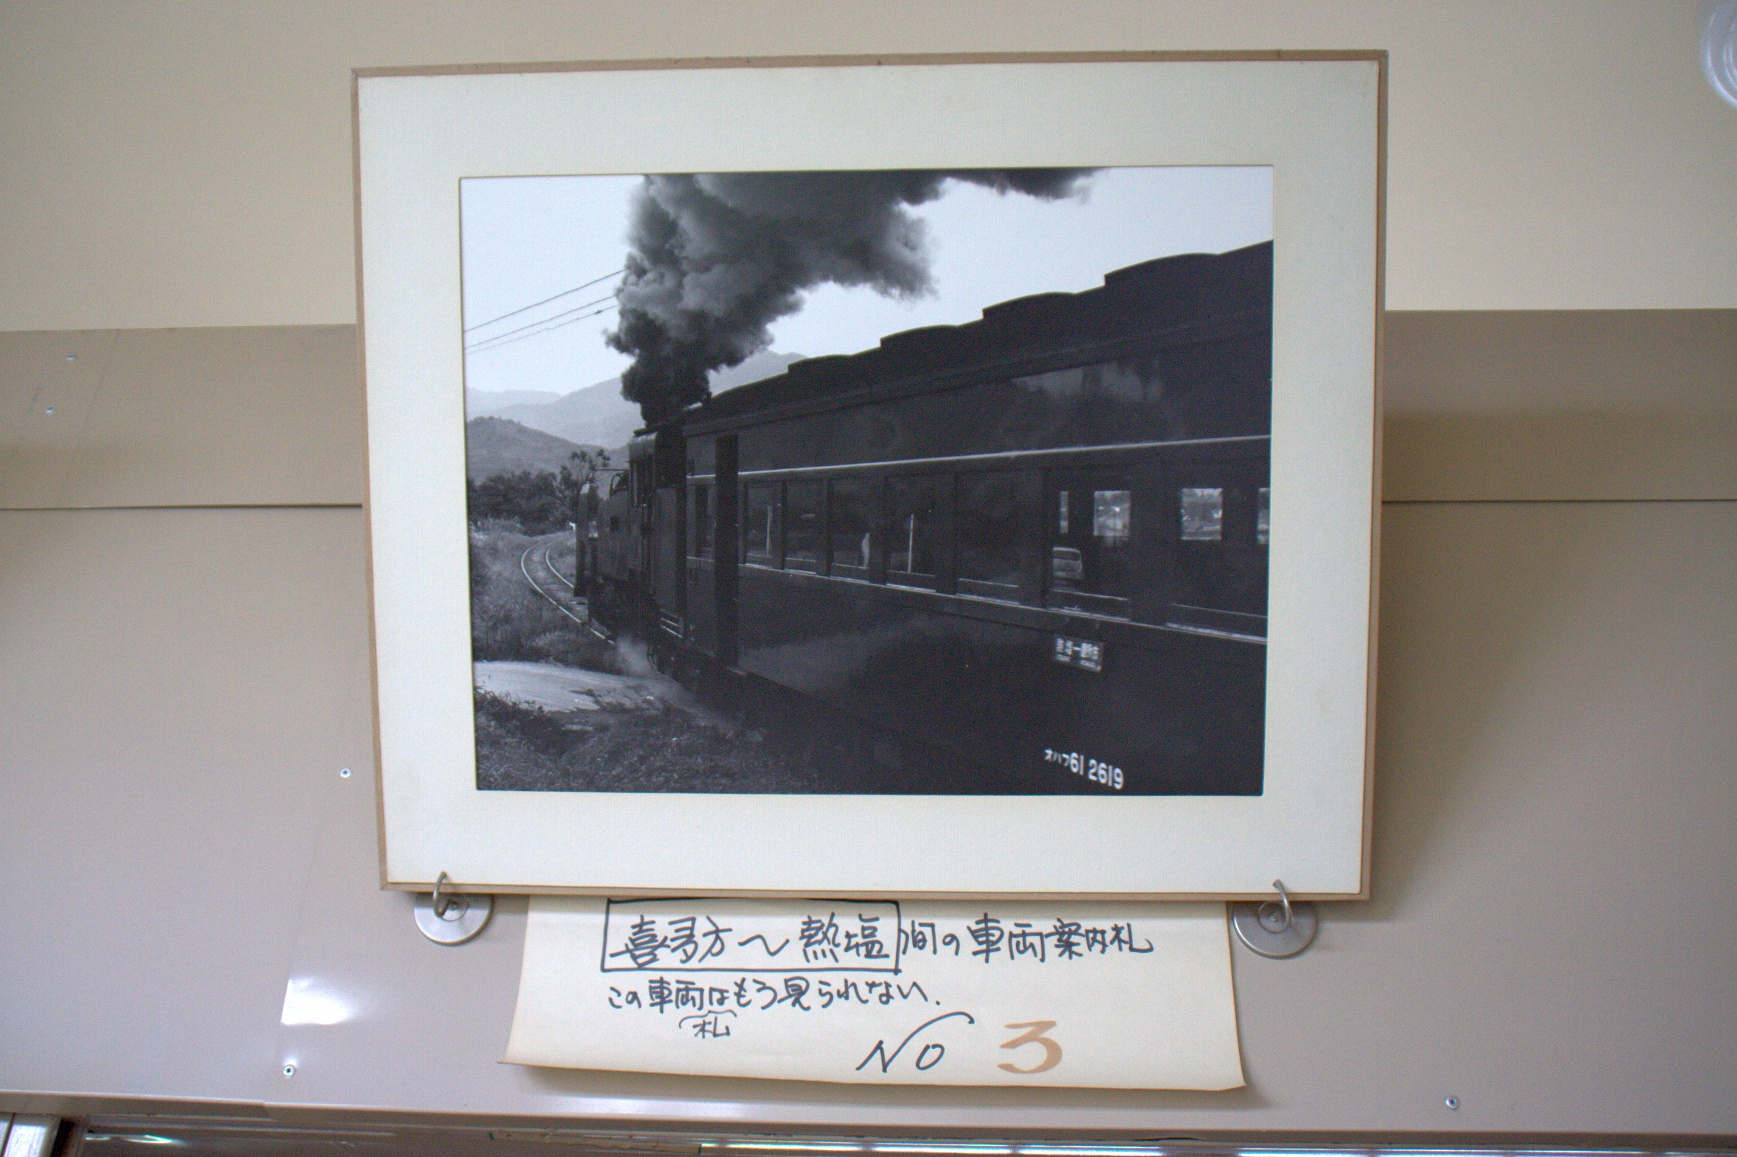 オハフ61 2619
喜多方〜熱塩間の車両案内札
この車両札はもう見られない.
No 3